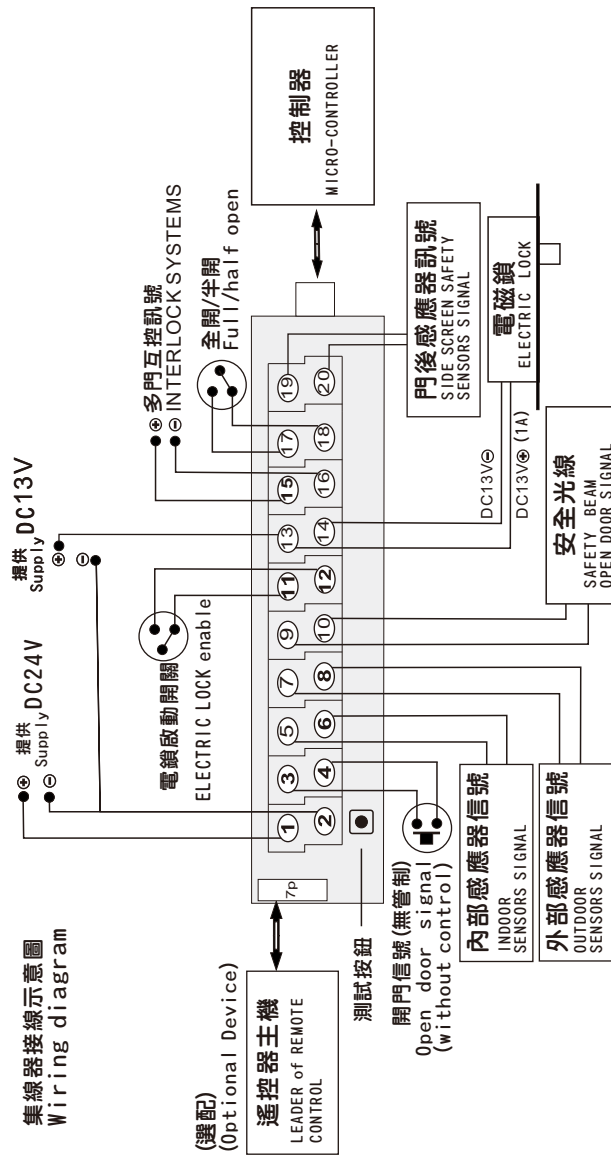 集線器接線示意圖
Wiring diagram
提供
Supply DC24V
⊕
⊖
提供
Supply DC13V
⊕
⊖
電鎖啟動開關
ELECTRIC LOCK enable
⊕ 多門互控訊號
⊖ INTERLOCK SYSTEMS
全開/半開
Full/half open
(選配)
(Optional Device)
遙控器主機
LEADER of REMOTE
CONTROL
7p
1 3 5 7 9 11 13 15 17 19
2 4 6 8 10 12 14 16 18 20
控制器
MICRO-CONTROLLER
測試按鈕
開門信號(無管制)
Open door signal
(without control)
內部感應器信號
INDOOR
SENSORS SIGNAL
外部感應器信號
OUTDOOR
SENSORS SIGNAL
安全光線
SAFETY BEAM
OPEN DOOR SIGNAL
DC13V⊖
DC13V⊕ (1A)
門後感應器訊號
SIDE SCREEN SAFETY
SENSORS SIGNAL
電磁鎖
ELECTRIC LOCK